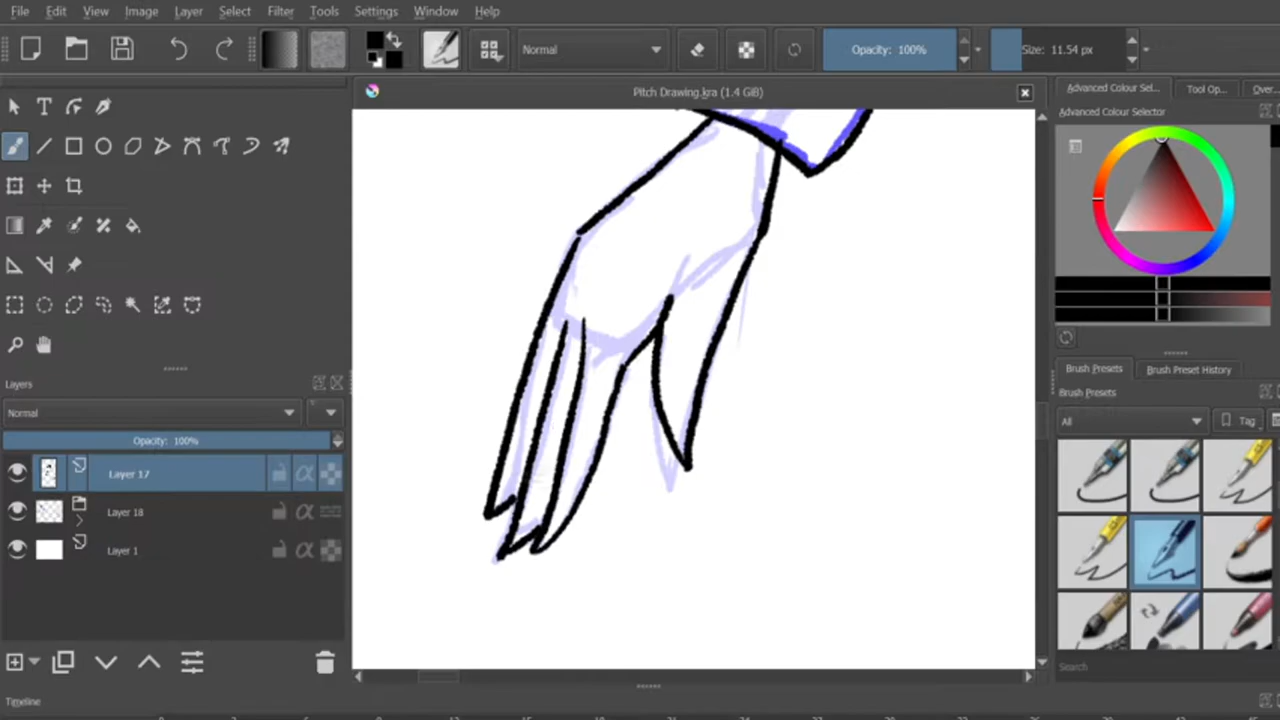 File Edit View Image Layer Select Filter Tools Settings Window Help
Normal
Opacity: 100%
Size: 11.54 px
Pitch Drawing.kra (1.4 GiB)
Advanced Colour Sel...
Tool Op...
Over...
Advanced Colour Selector
Layers
Normal
Opacity: 100%
Layer 17
Layer 18
Layer 1
Brush Presets
Brush Preset History
Brush Presets
All
Tag
Search
Timeline